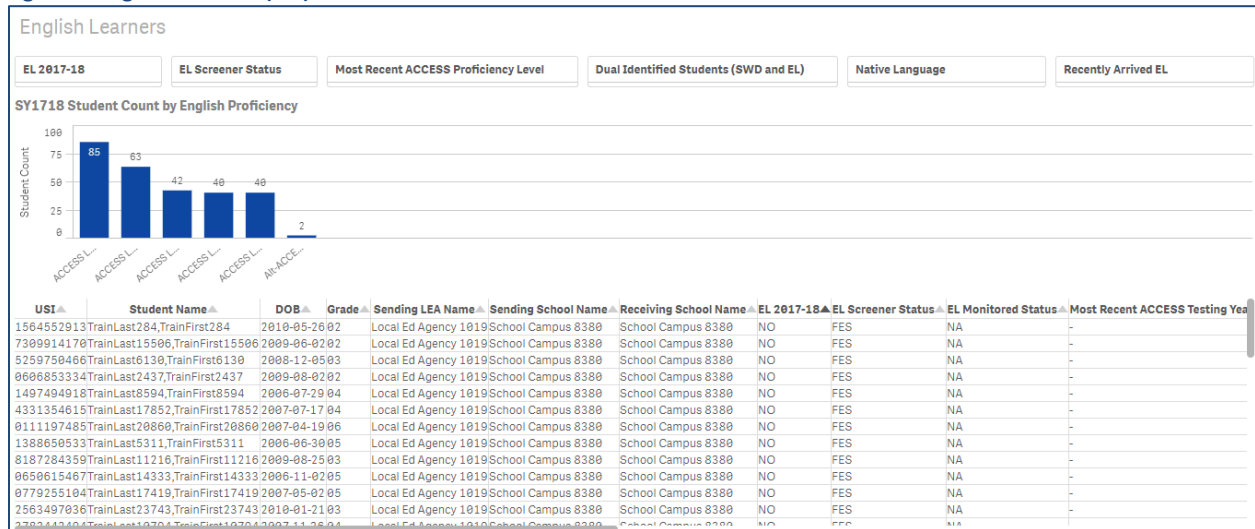 English Learners
EL 2017-18 EL Screener Status Most Recent ACCESS Proficiency Level Dual Identified Students (SWD and EL) Native Language Recently Arrived EL
SY1718 Student Count by English Proficiency
100
75
50
25
0
Student Count
85 63 42 40 40 2
ACCESS L... ACCESS L... ACCESS L... ACCESS L... ACCESS L... Alt-ACCE...
USI Student Name DOB Grade Sending LEA Name Sending School Name Receiving School Name EL 2017-18 EL Screener Status EL Monitored Status Most Recent ACCESS Testing Yea
1564552913 TrainLast284,TrainFirst284 2010-05-26 02 Local Ed Agency 1019 School Campus 8380 School Campus 8380 NO FES NA -
7309914170 TrainLast15506,TrainFirst15506 2009-06-02 02 Local Ed Agency 1019 School Campus 8380 School Campus 8380 NO FES NA -
5259750466 TrainLast6130,TrainFirst6130 2008-12-05 03 Local Ed Agency 1019 School Campus 8380 School Campus 8380 NO FES NA -
0606853334 TrainLast2437,TrainFirst2437 2009-08-02 02 Local Ed Agency 1019 School Campus 8380 School Campus 8380 NO FES NA -
1497494918 TrainLast8594,TrainFirst8594 2006-07-29 04 Local Ed Agency 1019 School Campus 8380 School Campus 8380 NO FES NA -
4331354615 TrainLast17852,TrainFirst17852 2007-07-17 04 Local Ed Agency 1019 School Campus 8380 School Campus 8380 NO FES NA -
0111197485 TrainLast20860,TrainFirst20860 2007-04-19 06 Local Ed Agency 1019 School Campus 8380 School Campus 8380 NO FES NA -
1388650533 TrainLast5311,TrainFirst5311 2006-06-30 05 Local Ed Agency 1019 School Campus 8380 School Campus 8380 NO FES NA -
8187284359 TrainLast11216,TrainFirst11216 2009-08-25 03 Local Ed Agency 1019 School Campus 8380 School Campus 8380 NO FES NA -
0650615467 TrainLast14333,TrainFirst14333 2006-11-02 05 Local Ed Agency 1019 School Campus 8380 School Campus 8380 NO FES NA -
0779255104 TrainLast17419,TrainFirst17419 2007-05-02 05 Local Ed Agency 1019 School Campus 8380 School Campus 8380 NO FES NA -
2563497036 TrainLast23743,TrainFirst23743 2010-01-21 03 Local Ed Agency 1019 School Campus 8380 School Campus 8380 NO FES NA -